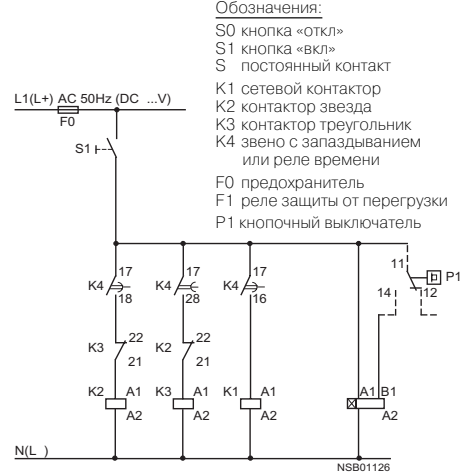 Обозначения:
S0 кнопка «откл»
S1 кнопка «вкл»
S постоянный контакт
K1 сетевой контактор
K2 контактор звезда
K3 контактор треугольник
K4 звено с запаздыванием
или реле времени
F0 предохранитель
F1 реле защиты от перегрузки
P1 кнопочный выключатель
L1(L+) AC 50Hz (DC ...V)
F0
S1
11
P1
14 12
K4 17 18
K4 17 28
K4 17 16
K3 22 21
K2 22 21
K2 A1 A2
K3 A1 A2
K1 A1 A2
A1 B1 A2
N(L )
NSB01126